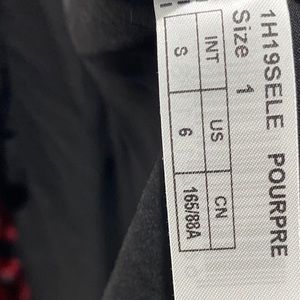 1H19SELE POURPRE
Size 1
INT US CN
S 6 165/88A